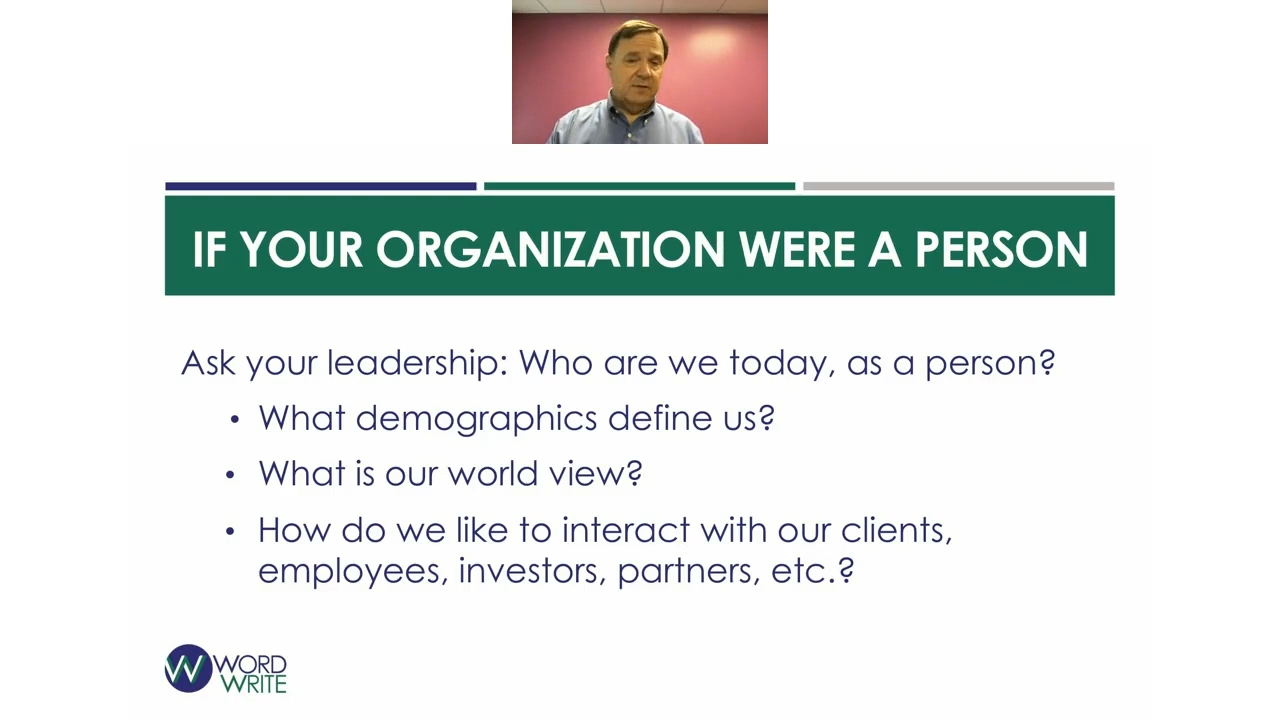 IF YOUR ORGANIZATION WERE A PERSON
Ask your leadership: Who are we today, as a person?
• What demographics define us?
• What is our world view?
• How do we like to interact with our clients,
employees, investors, partners, etc.?
W WORD
WRITE